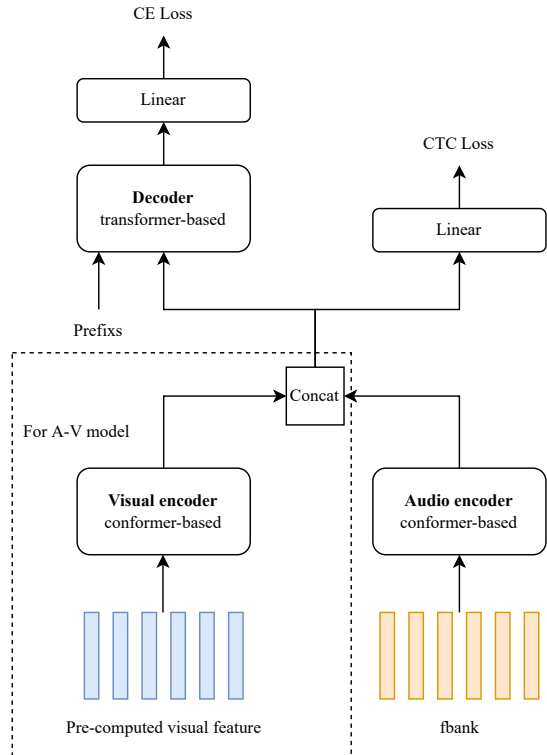 CE Loss
Linear
CTC Loss
Decoder
transformer-based
Linear
Prefixs
Concat
For A-V model
Visual encoder
conformer-based
Audio encoder
conformer-based
Pre-computed visual feature
fbank